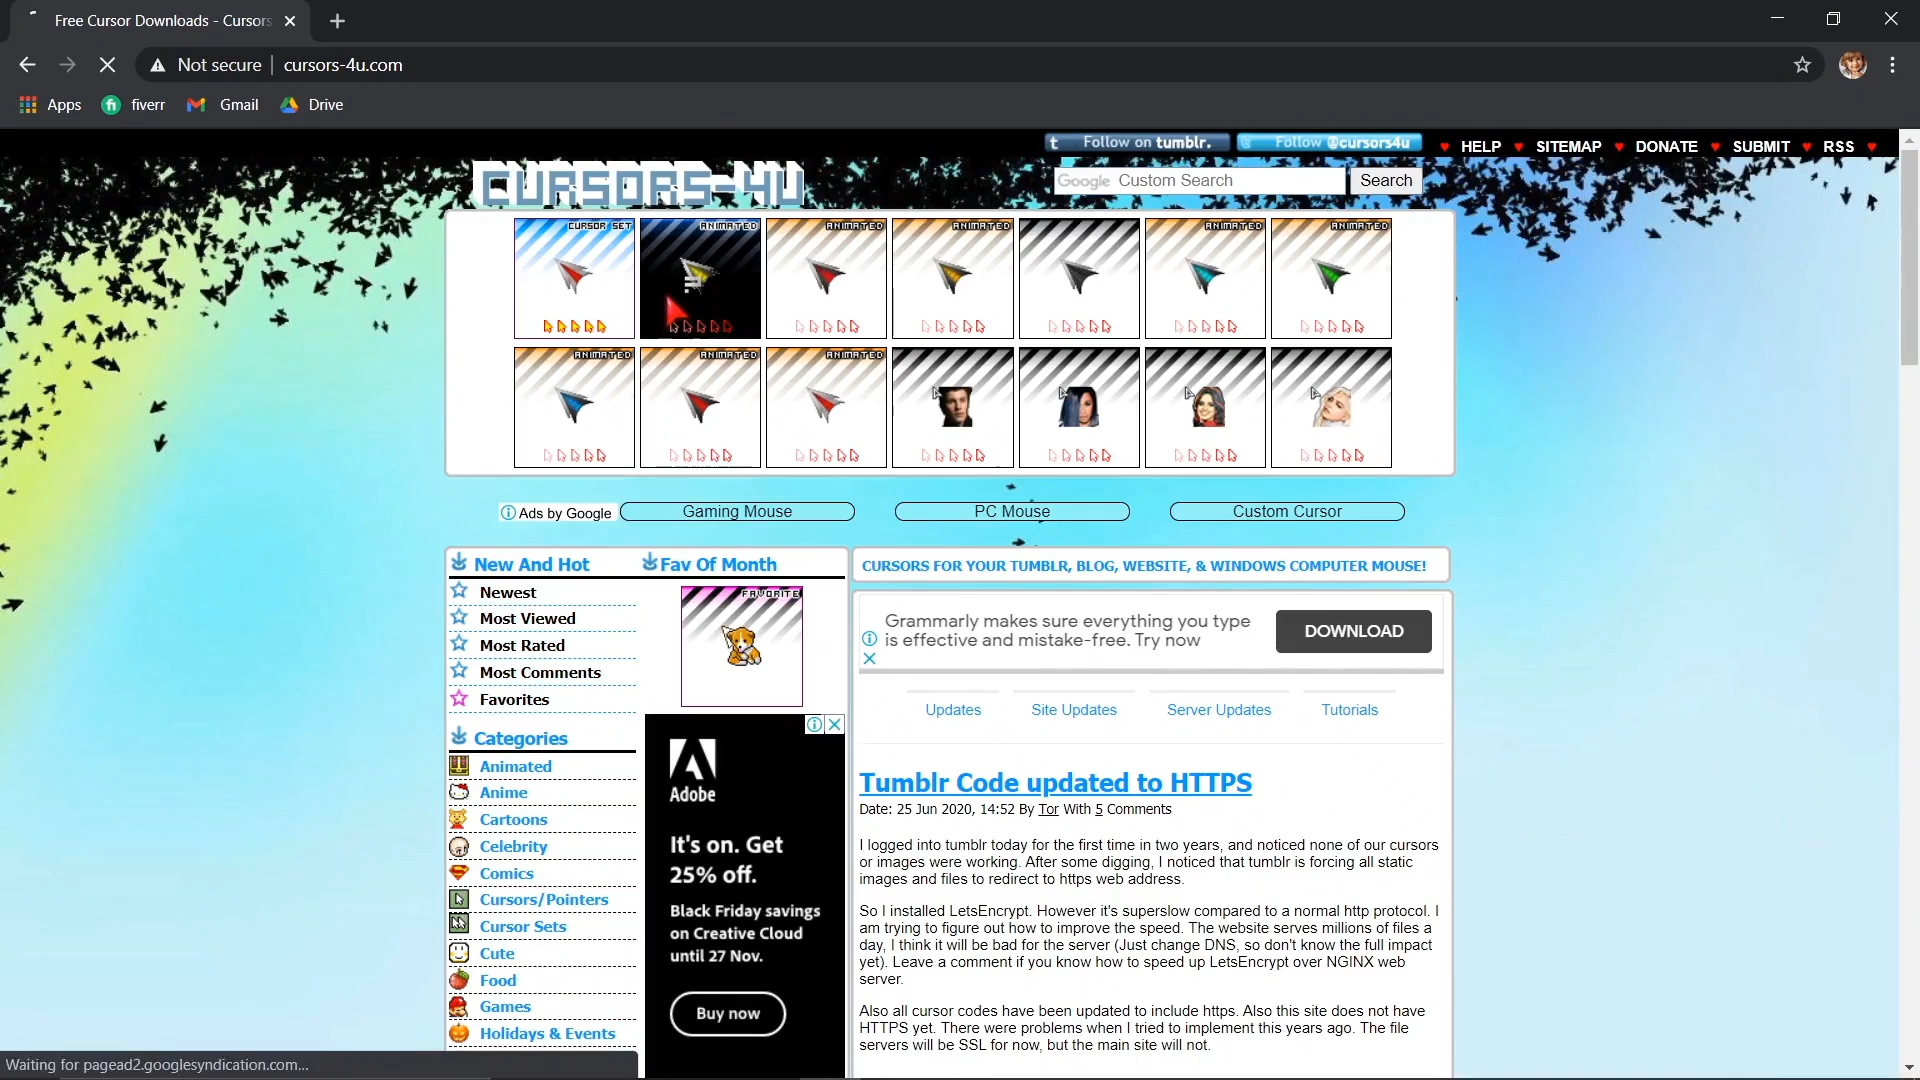 Free Cursor Downloads - Cursors
Not secure | cursors-4u.com
Apps fiverr Gmail Drive
Follow on tumblr. Follow @cursors4u HELP SITEMAP DONATE SUBMIT RSS
CURSORS-4U
Google Custom Search Search
CURSOR SET ANIMATED ANIMATED ANIMATED ANIMATED ANIMATED
ANIMATED ANIMATED ANIMATED
Ads by Google Gaming Mouse PC Mouse Custom Cursor
New And Hot
Newest
Most Viewed
Most Rated
Most Comments
Favorites
Categories
Animated
Anime
Cartoons
Celebrity
Comics
Cursors/Pointers
Cursor Sets
Cute
Food
Games
Holidays & Events
Fav Of Month
FAVORITE
Adobe
It's on. Get
25% off.
Black Friday savings
on Creative Cloud
until 27 Nov.
Buy now
CURSORS FOR YOUR TUMBLR, BLOG, WEBSITE, & WINDOWS COMPUTER MOUSE!
Grammarly makes sure everything you type
is effective and mistake-free. Try now
DOWNLOAD
Updates Site Updates Server Updates Tutorials
Tumblr Code updated to HTTPS
Date: 25 Jun 2020, 14:52 By Tor With 5 Comments
I logged into tumblr today for the first time in two years, and noticed none of our cursors
or images were working. After some digging, I noticed that tumblr is forcing all static
images and files to redirect to https web address.
So I installed LetsEncrypt. However it's superslow compared to a normal http protocol. I
am trying to figure out how to improve the speed. The website serves millions of files a
day, I think it will be bad for the server (Just change DNS, so don't know the full impact
yet). Leave a comment if you know how to speed up LetsEncrypt over NGINX web
server.
Also all cursor codes have been updated to include https. Also this site does not have
HTTPS yet. There were problems when I tried to implement this years ago. The file
servers will be SSL for now, but the main site will not.
Waiting for pagead2.googlesyndication.com...